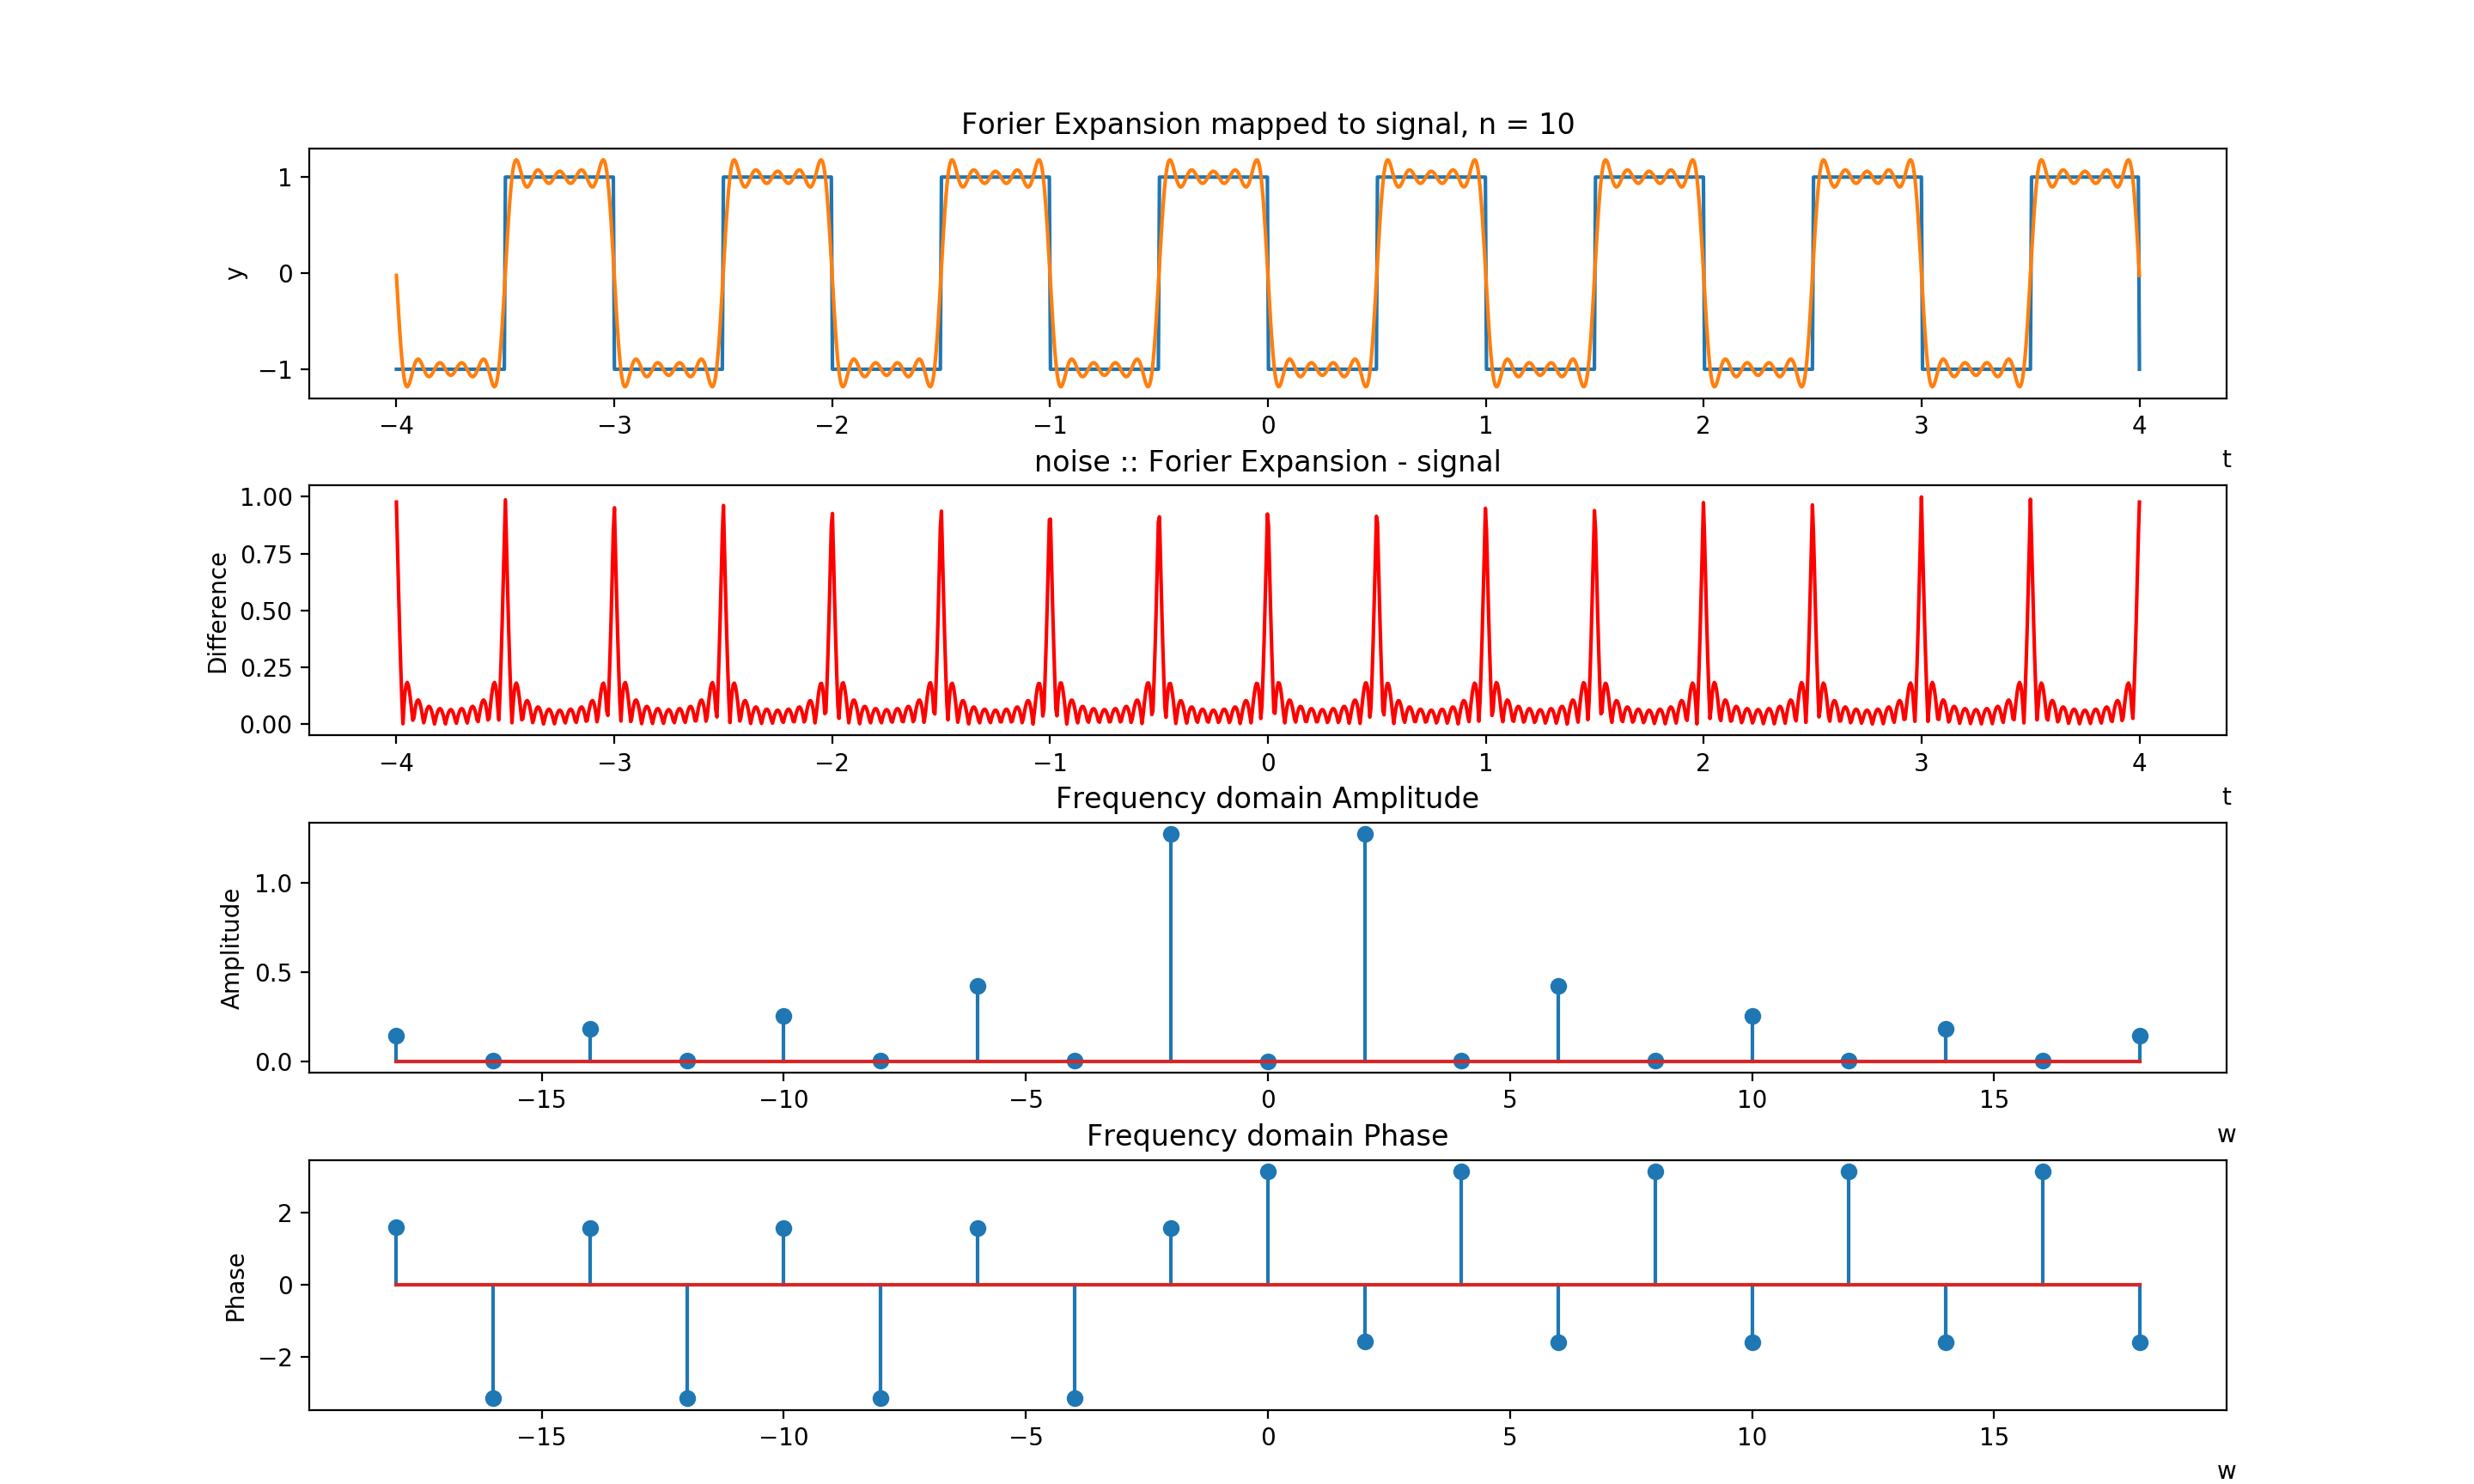 Forier Expansion mapped to signal, n = 10
1
0
−1
y
−4 −3 −2 −1 0 1 2 3 4
t
noise :: Forier Expansion - signal
1.00
0.75
0.50
0.25
0.00
Difference
−4 −3 −2 −1 0 1 2 3 4
t
Frequency domain Amplitude
1.0
0.5
0.0
Amplitude
−15 −10 −5 0 5 10 15
w
Frequency domain Phase
2
0
−2
Phase
−15 −10 −5 0 5 10 15
w